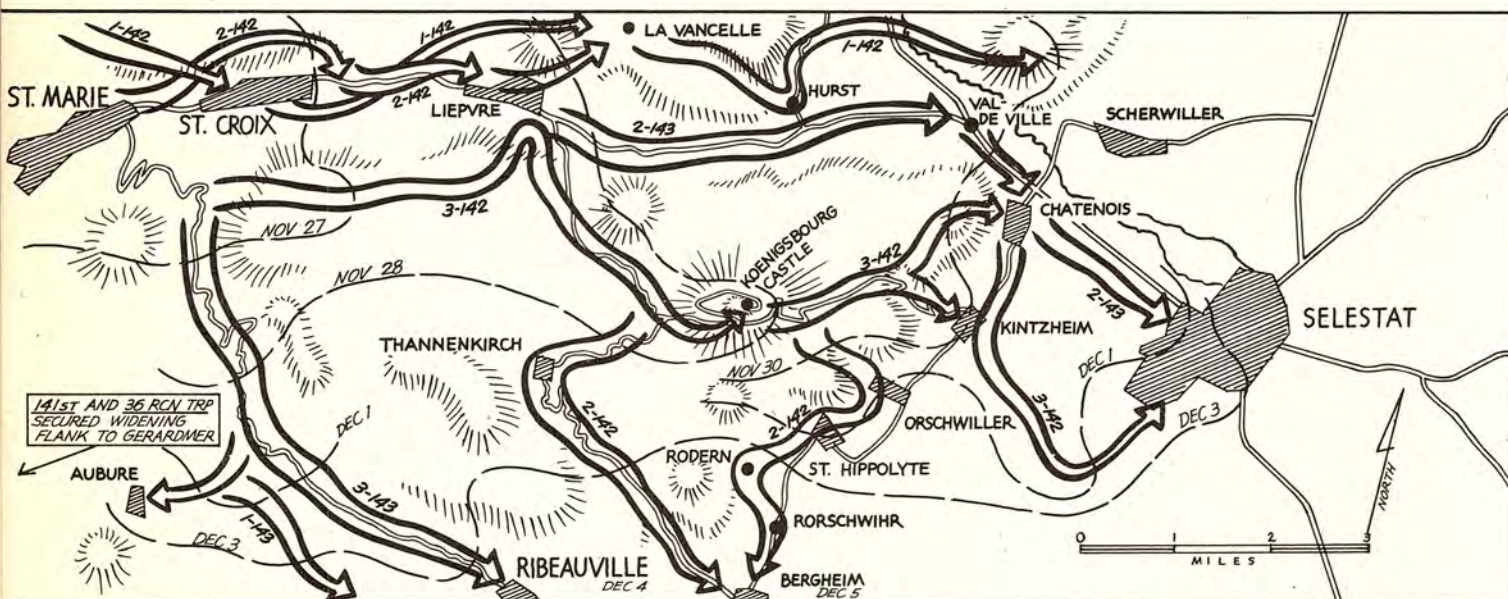 1-142
2-142
1-142
LA VANCELLE
1-142
ST. MARIE
ST. CROIX
2-142
LIEPVRE
HURST
2-143
VAL-
DE VILLE
SCHERWILLER
3-142
NOV 27
CHATENOIS
NOV 28
KOENIGSBOURG
CASTLE
3-142
2-143
KINTZHEIM
SELESTAT
THANNENKIRCH
NOV 30
DEC 1
141ST AND 36 RCN TRP
SECURED WIDENING
FLANK TO GERARDMER
DEC 1
2-142
2-142
ORSCHWILLER
3-142
DEC 3
AUBURE
RODERN
ST. HIPPOLYTE
NORTH
3-143
1-143
DEC 3
RORSCHWIHR
0 1 2 3
MILES
RIBEAUVILLE
DEC 4
BERGHEIM
DEC 5